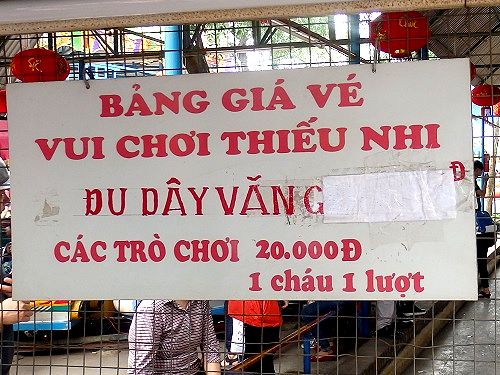 BẢNG GIÁ VÉ
VUI CHƠI THIẾU NHI
ĐU DÂY VĂNG Đ
CÁC TRÒ CHƠI 20.000Đ
1 cháu 1 lượt